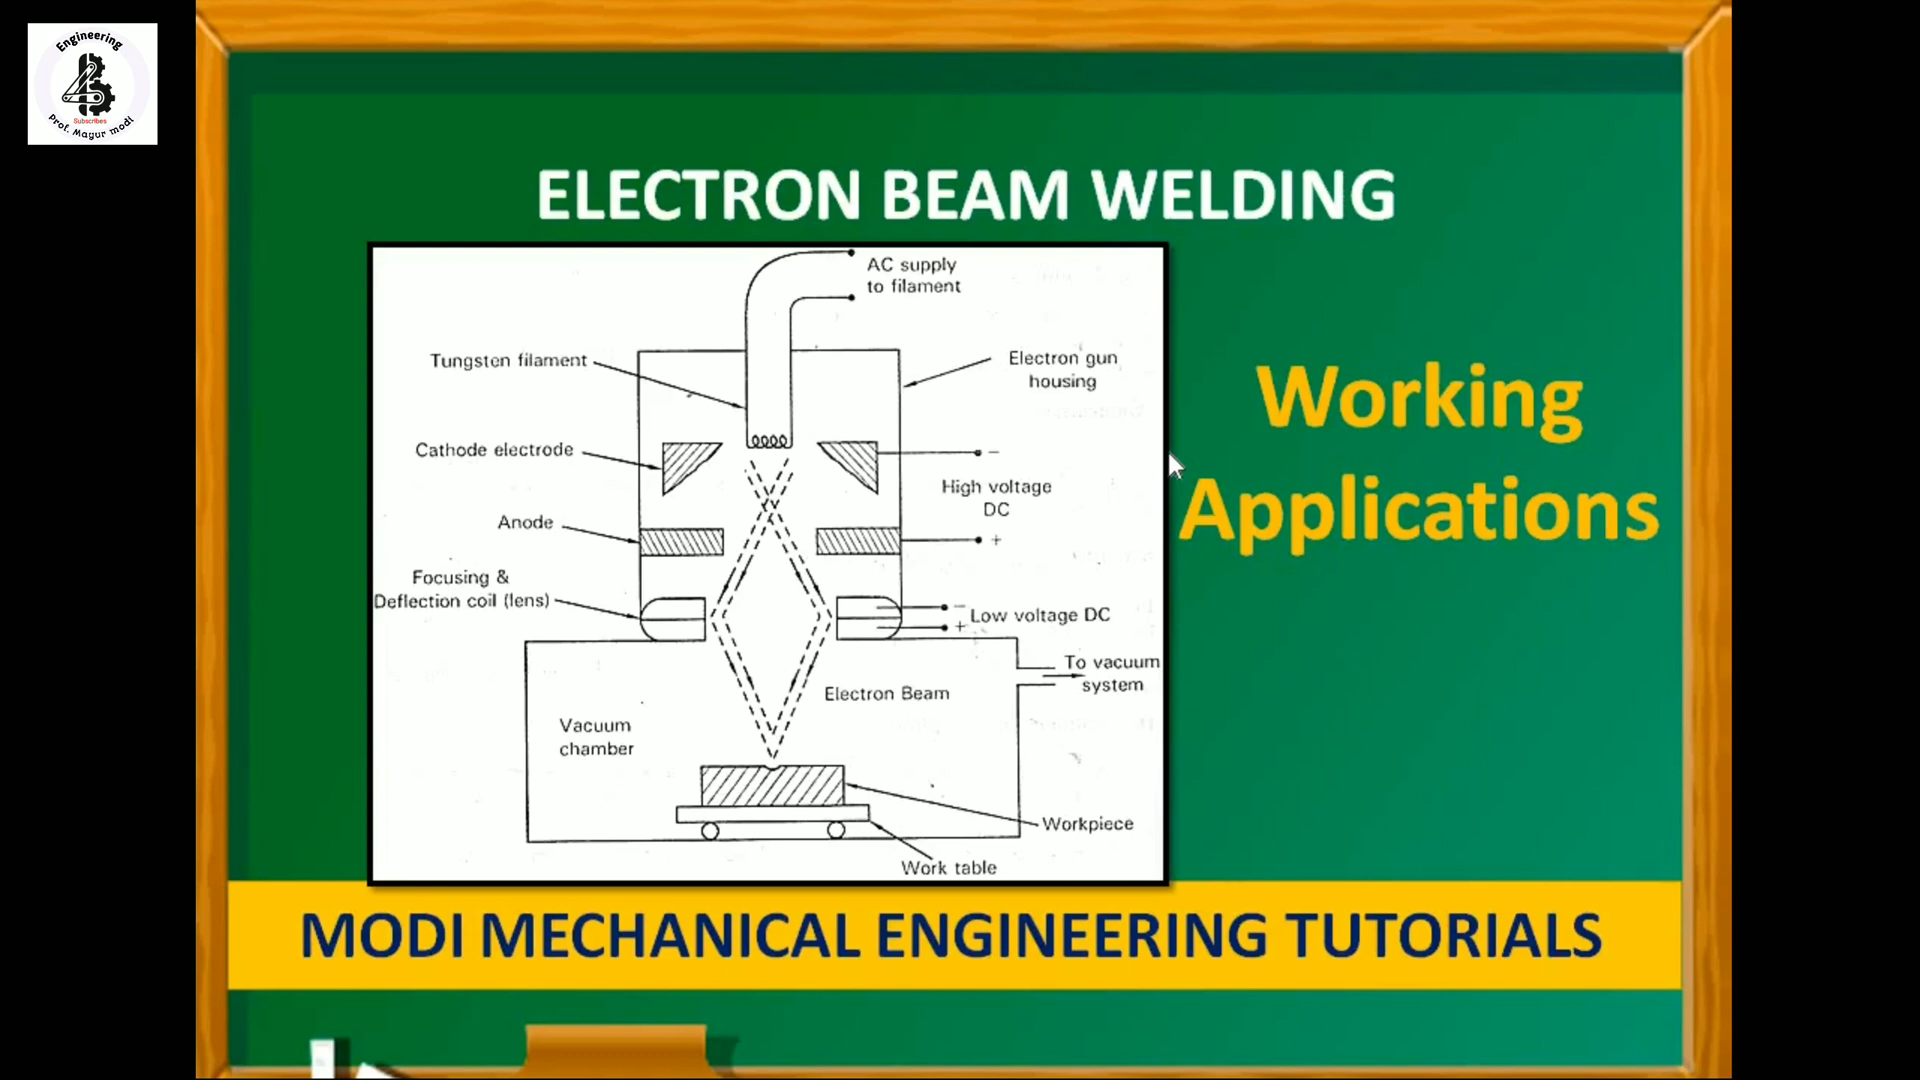 Engineering
Subscribes
Prof. Mayur modi
ELECTRON BEAM WELDING
AC supply
to filament
Tungsten filament
Electron gun
housing
Cathode electrode
−
High voltage
DC
Anode
+
Focusing &
Deflection coil (lens)
−
+
Low voltage DC
To vacuum
system
Electron Beam
Vacuum
chamber
Workpiece
Work table
Working
Applications
MODI MECHANICAL ENGINEERING TUTORIALS